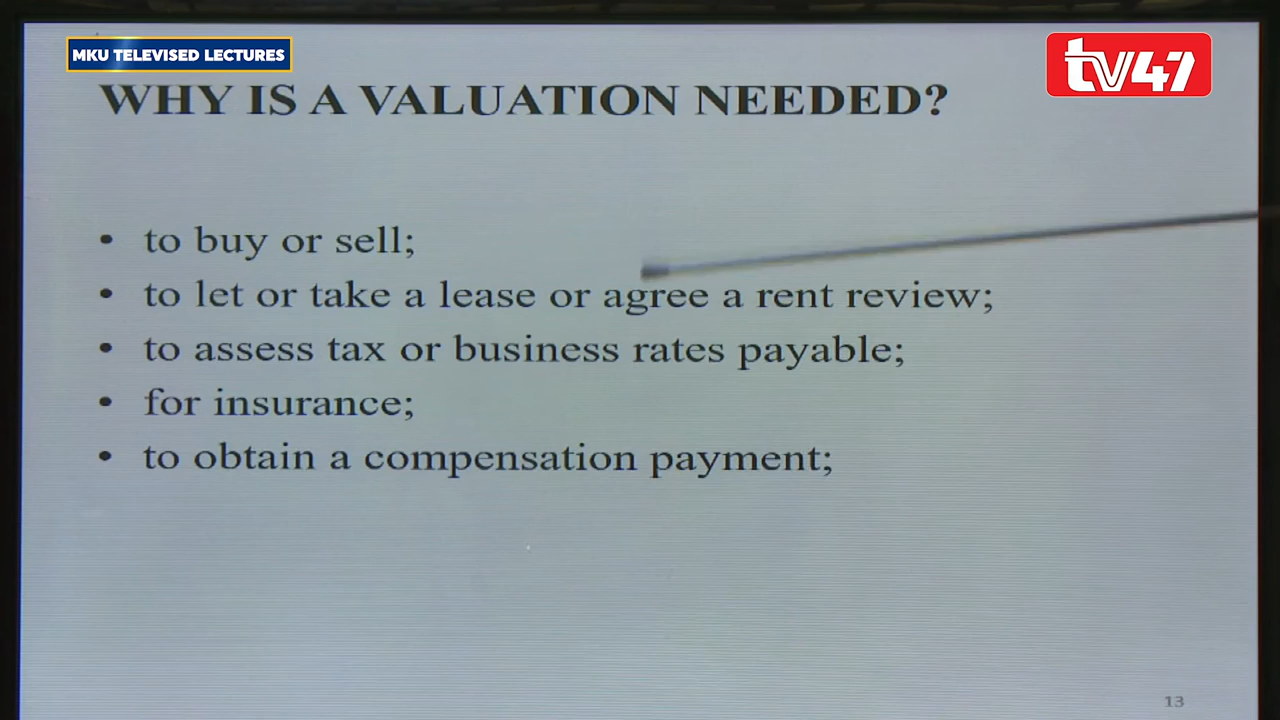 MKU TELEVISED LECTURES
tv47
WHY IS A VALUATION NEEDED?
• to buy or sell;
• to let or take a lease or agree a rent review;
• to assess tax or business rates payable;
• for insurance;
• to obtain a compensation payment;
13